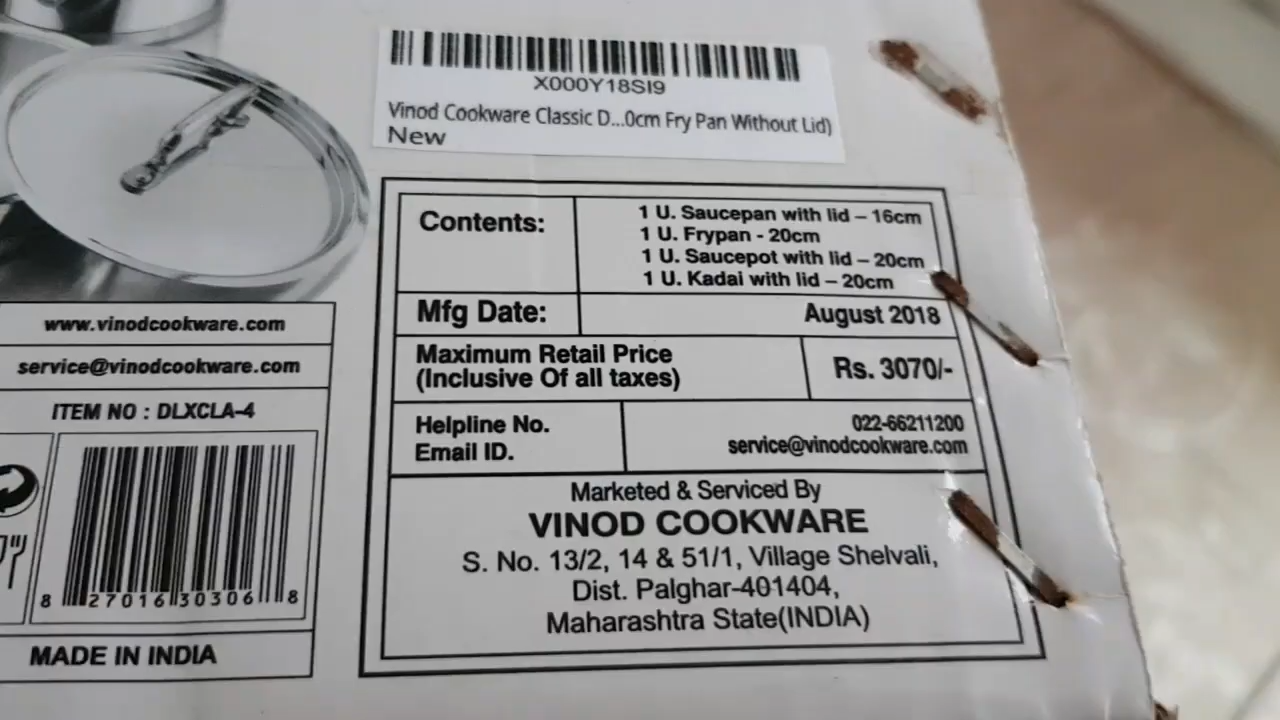 X000Y18SI9
Vinod Cookware Classic D...0cm Fry Pan Without Lid)
New
Contents:
1 U. Saucepan with lid – 16cm
1 U. Frypan - 20cm
1 U. Saucepot with lid – 20cm
1 U. Kadai with lid – 20cm
Mfg Date:
August 2018
Maximum Retail Price
(Inclusive Of all taxes)
Rs. 3070/-
Helpline No.
022-66211200
Email ID.
service@vinodcookware.com
Marketed & Serviced By
VINOD COOKWARE
S. No. 13/2, 14 & 51/1, Village Shelvali,
Dist. Palghar-401404,
Maharashtra State(INDIA)
www.vinodcookware.com
service@vinodcookware.com
ITEM NO : DLXCLA-4
8 27016 30306 8
MADE IN INDIA